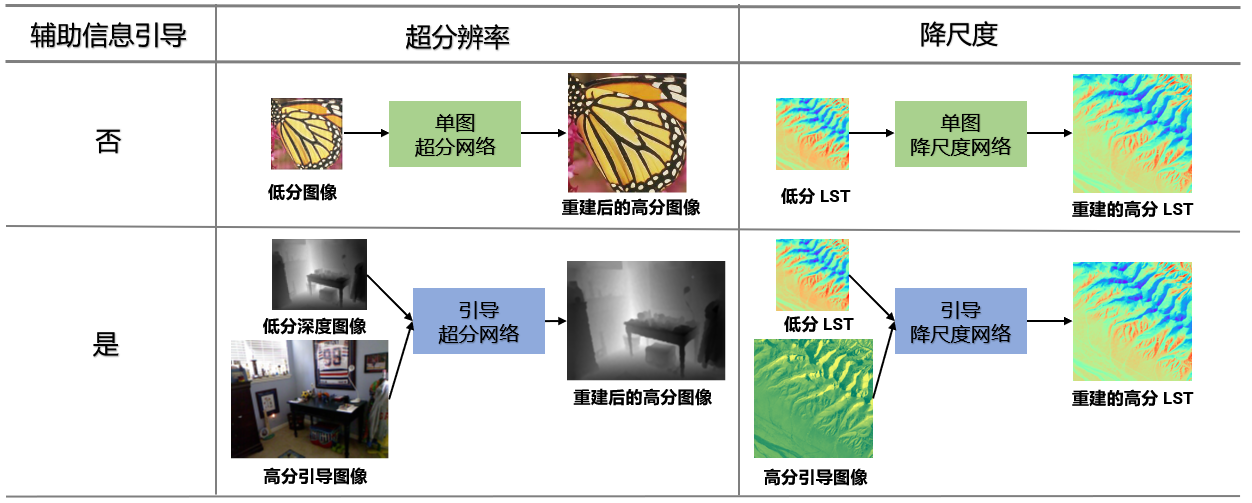 辅助信息引导
超分辨率
降尺度
否
单图
超分网络
低分图像
重建后的高分图像
单图
降尺度网络
低分 LST
重建的高分 LST
是
低分深度图像
引导
超分网络
98
高分引导图像
重建后的高分图像
低分 LST
引导
降尺度网络
高分引导图像
重建的高分 LST